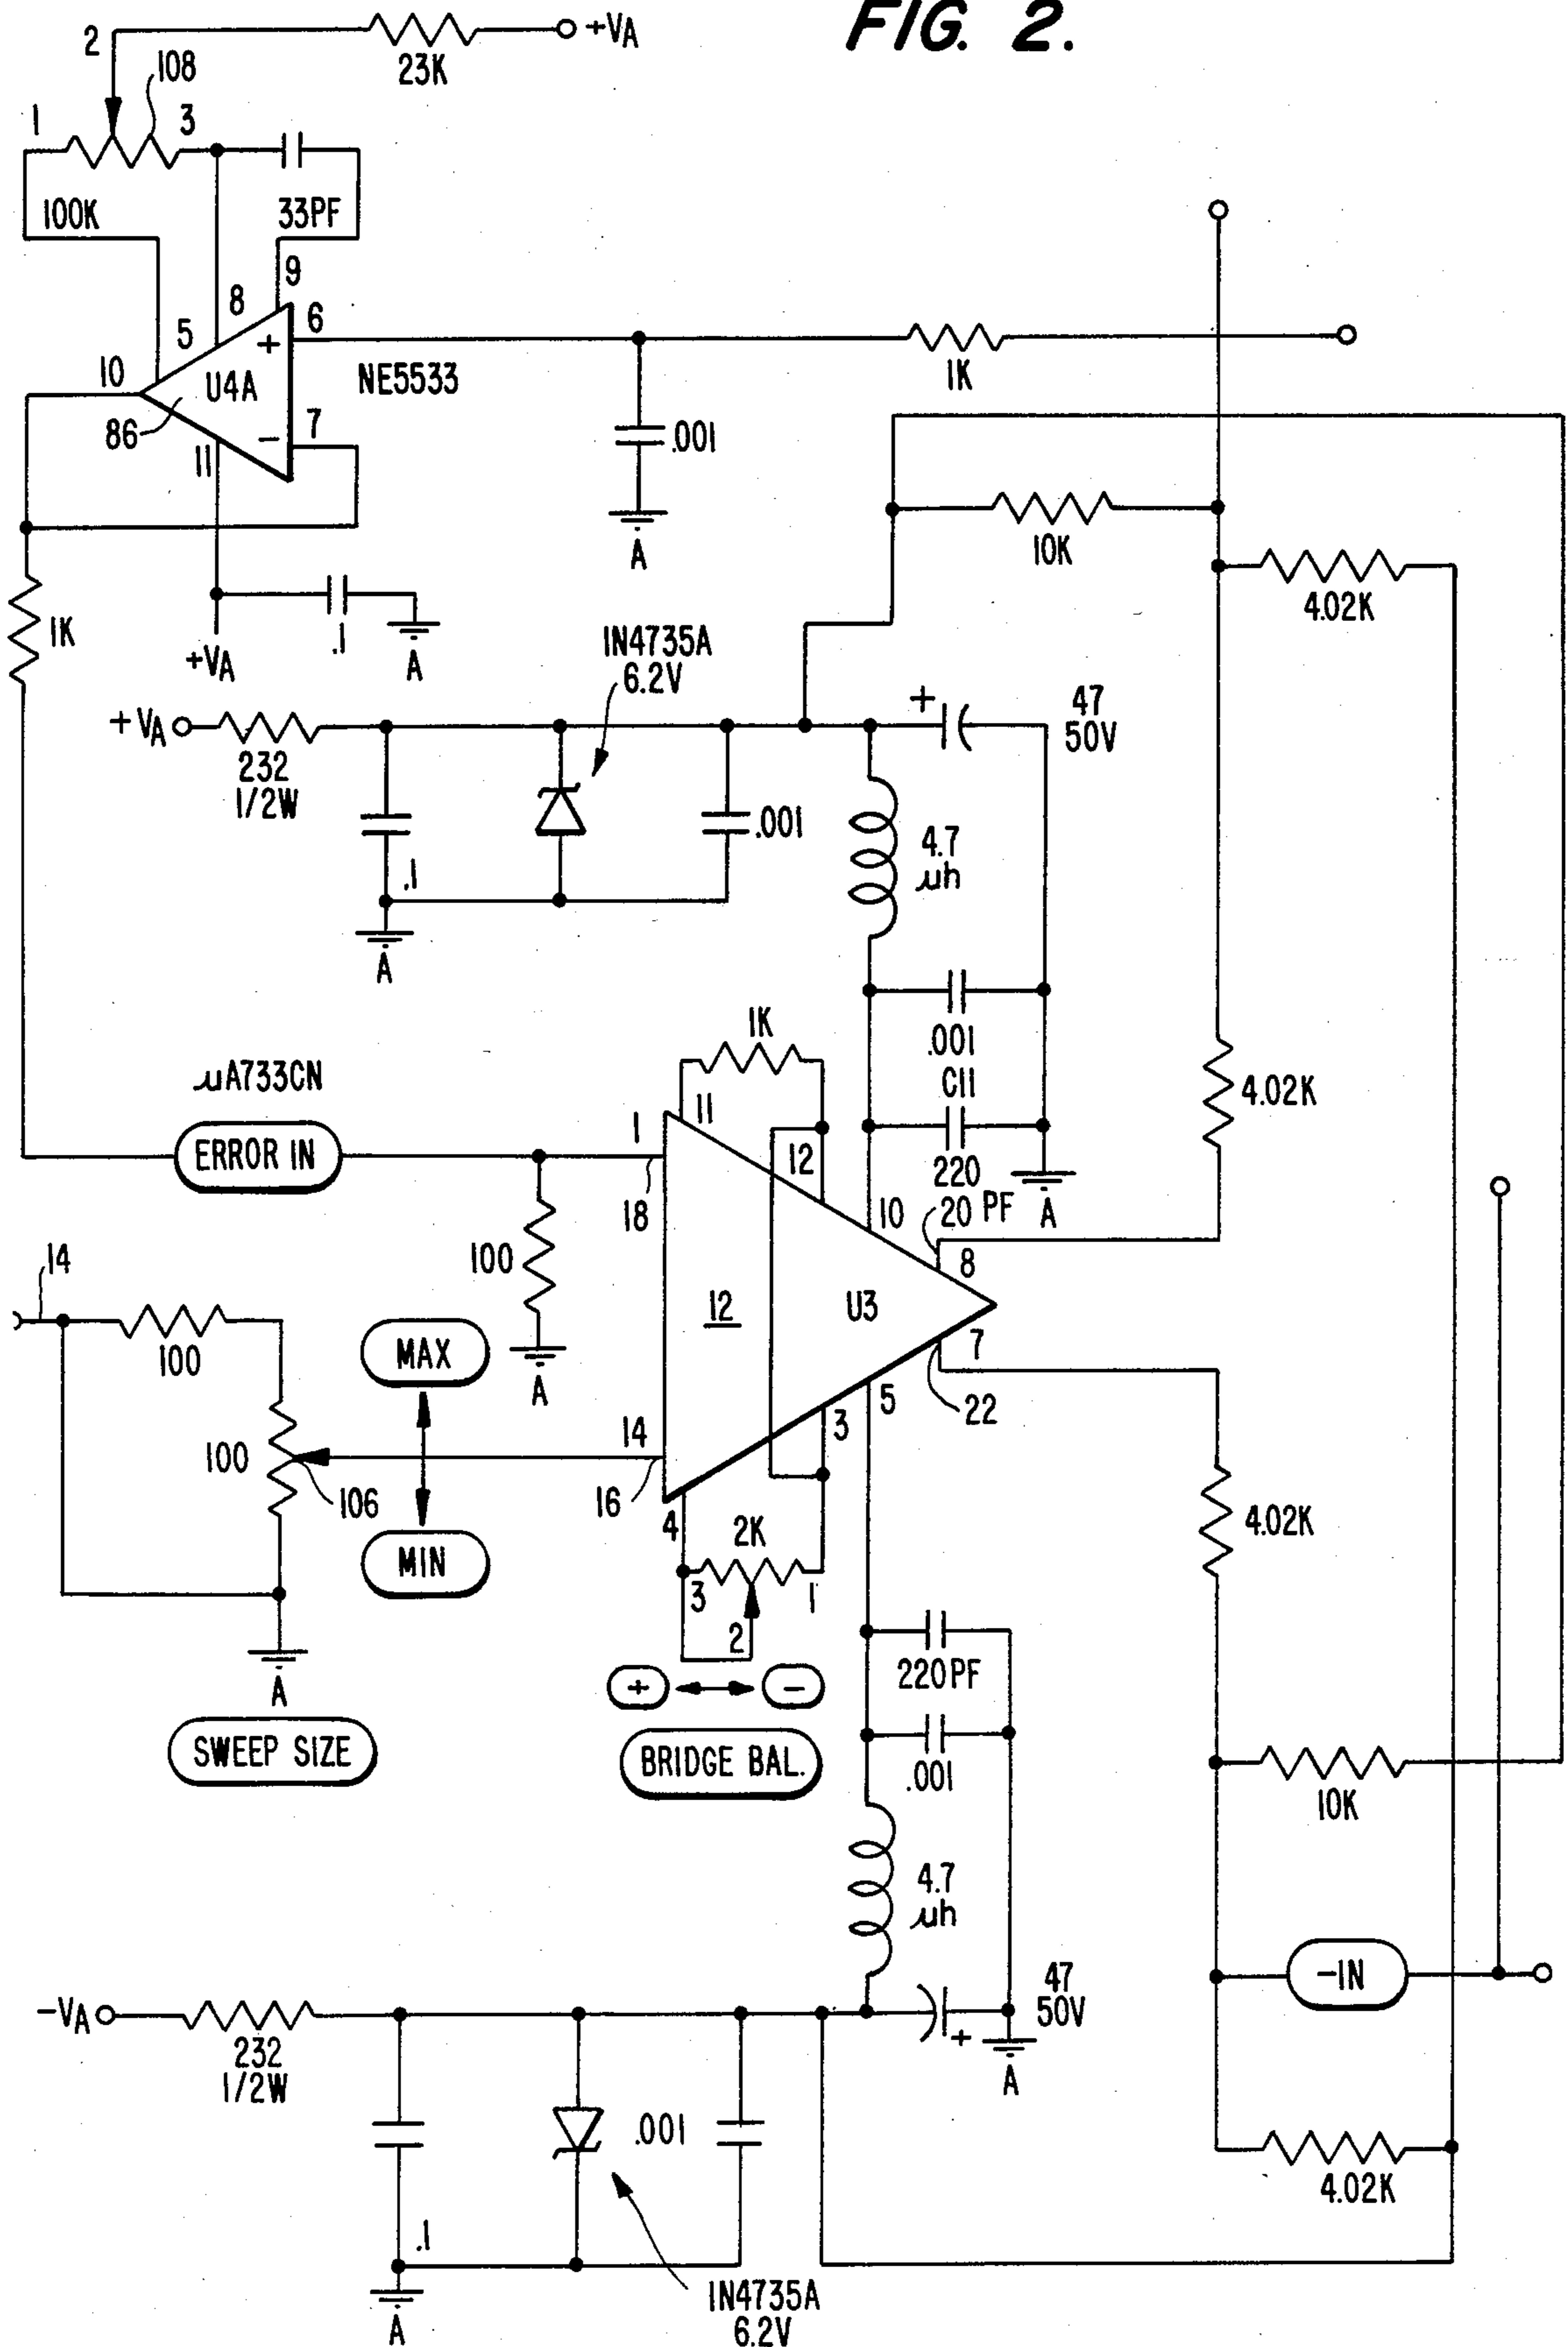 FIG. 2.
2
23K
+VA
108
1
3
100K
33PF
9
8
6
5
+
10
U4A
NE5533
1K
86
7
-
.001
11
A
10K
4.02K
1K
.1
+VA
A
IN4735A
6.2V
+VA
+
47
50V
232
1/2W
.001
4.7
µh
.1
A
1K
.001
C11
4.02K
µA733CN
11
1
ERROR IN
12
220
PF
A
18
10
20
8
14
100
12
U3
100
MAX
7
A
5
22
3
14
100
106
16
4.02K
4
2K
MIN
3
1
2
220PF
A
+
-
SWEEP SIZE
BRIDGE BAL.
.001
10K
4.7
µh
-IN
-VA
47
50V
+
232
1/2W
A
.001
4.02K
.1
A
IN4735A
6.2V